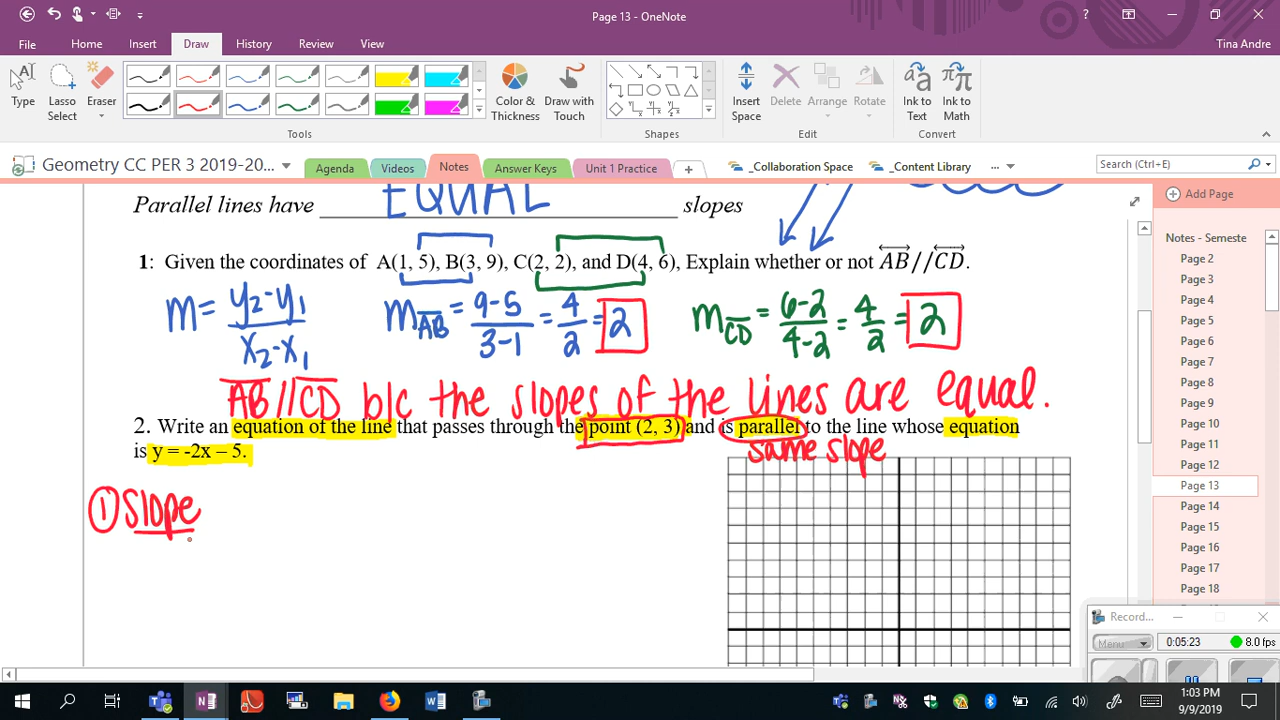 Page 13 - OneNote
?
File Home Insert Draw History Review View
Tina Andre
Type
Lasso Select
Eraser
Color & Thickness
Draw with Touch
Insert Space
Delete
Arrange
Rotate
Ink to Text
Ink to Math
Tools
Shapes
Edit
Convert
Geometry CC PER 3 2019-20...
Agenda Videos Notes Answer Keys Unit 1 Practice +
_Collaboration Space _Content Library ...
Search (Ctrl+E)
Add Page
Notes - Semeste
Page 2
Page 3
Page 4
Page 5
Page 6
Page 7
Page 8
Page 9
Page 10
Page 11
Page 12
Page 13
Page 14
Page 15
Page 16
Page 17
Page 18
Parallel lines have EQUAL slopes
1: Given the coordinates of A(1, 5), B(3, 9), C(2, 2), and D(4, 6), Explain whether or not AB//CD.
m = y2-y1 / x2-x1
mAB = 9-5 / 3-1 = 4/2 = 2
mCD = 6-2 / 4-2 = 4/2 = 2
AB//CD b/c the slopes of the lines are equal.
2. Write an equation of the line that passes through the point (2, 3) and is parallel to the line whose equation
is y = -2x – 5.
same slope
① Slope
Record...
Menu 0:05:23 8.0 fps
1:03 PM
9/9/2019